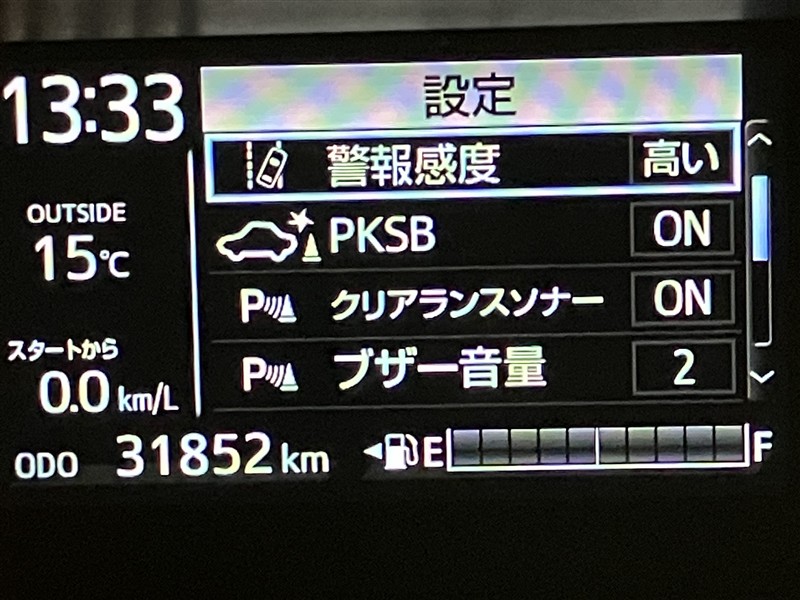 13:33
設定
警報感度 高い
OUTSIDE
15℃
PKSB ON
P クリアランスソナー ON
スタートから
0.0 km/L
P ブザー音量 2
ODO 31852 km
E F